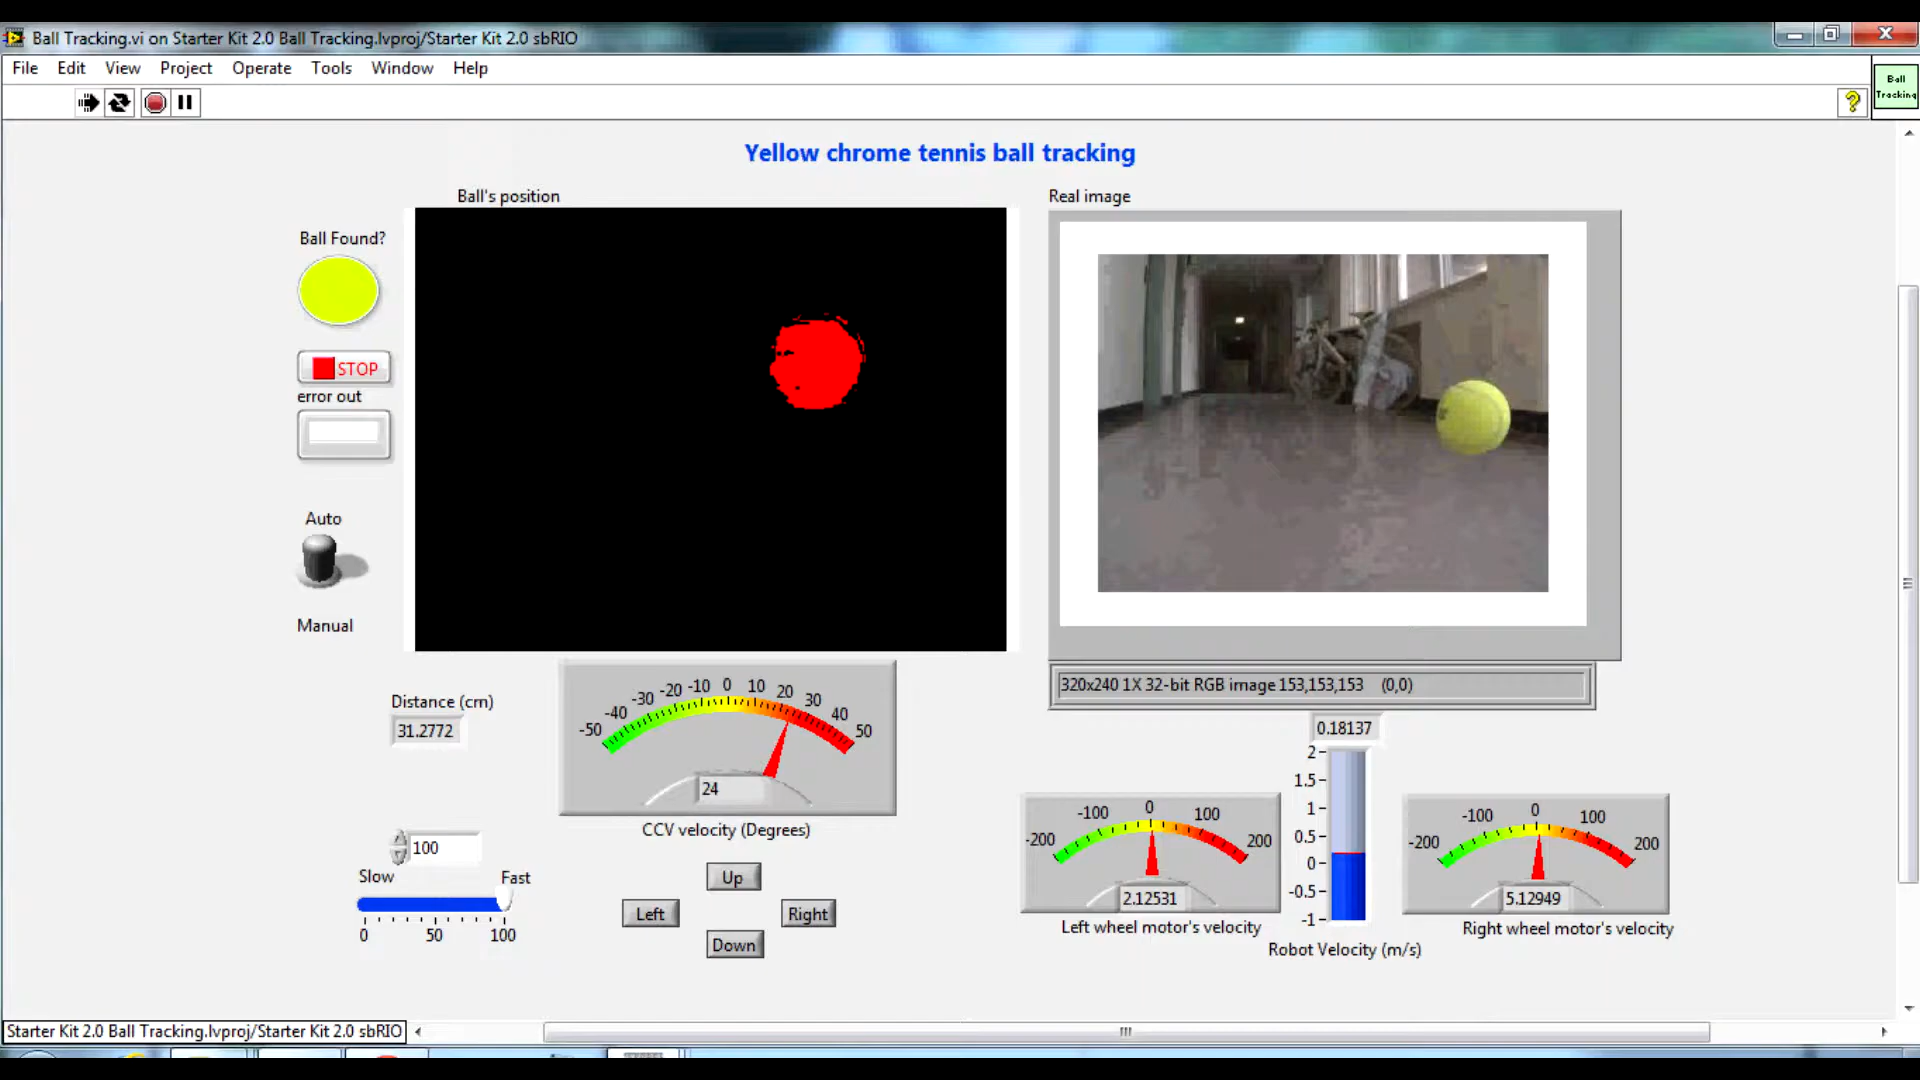 Ball Tracking.vi on Starter Kit 2.0 Ball Tracking.lvproj/Starter Kit 2.0 sbRIO
File Edit View Project Operate Tools Window Help
?
Ball
Tracking
Yellow chrome tennis ball tracking
Ball's position
Real image
Ball Found?
STOP
error out
Auto
Manual
320x240 1X 32-bit RGB image 153,153,153 (0,0)
Distance (cm)
31.2772
-50 -40 -30 -20 -10 0 10 20 30 40 50
24
CCV velocity (Degrees)
100
Slow Fast
0 50 100
Up
Left Right
Down
-200 -100 0 100 200
2.12531
Left wheel motor's velocity
0.18137
2
1.5
1
0.5
0
-0.5
-1
Robot Velocity (m/s)
-200 -100 0 100 200
5.12949
Right wheel motor's velocity
Starter Kit 2.0 Ball Tracking.lvproj/Starter Kit 2.0 sbRIO